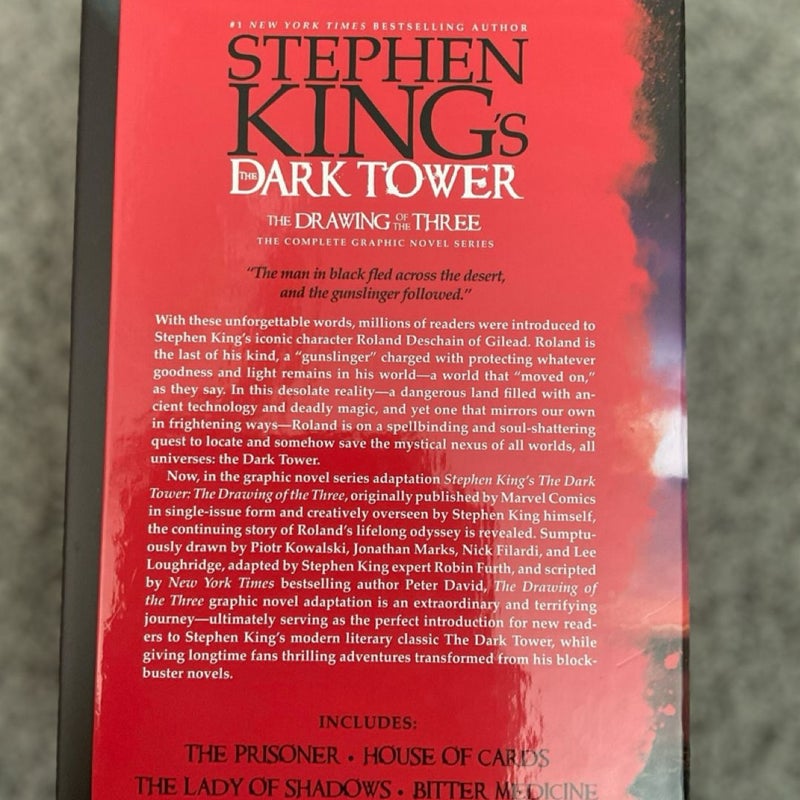 #1 NEW YORK TIMES BESTSELLING AUTHOR
STEPHEN
KING'S
THE DARK TOWER
THE DRAWING OF THE THREE
THE COMPLETE GRAPHIC NOVEL SERIES
“The man in black fled across the desert,
and the gunslinger followed.”
With these unforgettable words, millions of readers were introduced to
Stephen King’s iconic character Roland Deschain of Gilead. Roland is
the last of his kind, a “gunslinger” charged with protecting whatever
goodness and light remains in his world—a world that “moved on,”
as they say. In this desolate reality—a dangerous land filled with an-
cient technology and deadly magic, and yet one that mirrors our own
in frightening ways—Roland is on a spellbinding and soul-shattering
quest to locate and somehow save the mystical nexus of all worlds, all
universes: the Dark Tower.
Now, in the graphic novel series adaptation Stephen King’s The Dark
Tower: The Drawing of the Three, originally published by Marvel Comics
in single-issue form and creatively overseen by Stephen King himself,
the continuing story of Roland’s lifelong odyssey is revealed. Sumptu-
ously drawn by Piotr Kowalski, Jonathan Marks, Nick Filardi, and Lee
Loughridge, adapted by Stephen King expert Robin Furth, and scripted
by New York Times bestselling author Peter David, The Drawing of
the Three graphic novel adaptation is an extraordinary and terrifying
journey—ultimately serving as the perfect introduction for new read-
ers to Stephen King’s modern literary classic The Dark Tower, while
giving longtime fans thrilling adventures transformed from his block-
buster novels.
INCLUDES:
THE PRISONER • HOUSE OF CARDS
THE LADY OF SHADOWS • BITTER MEDICINE